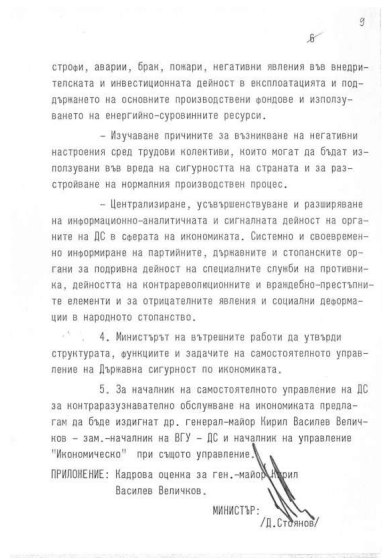 9
6
строфи, аварии, брак, пожари, негативни явления във внедри-
телската и инвестиционната дейност в експлоатацията и под-
държането на основните производствени фондове и използу-
ването на енергийно-суровинните ресурси.
– Изучаване причините за възникване на негативни
настроения сред трудови колективи, които могат да бъдат из-
ползвани във вреда на сигурността на страната и за раз-
стройване на нормалния производствен процес.
– Централизиране, усъвършенствуване и разширяване
на информационно-аналитичната и сигналната дейност на орга-
ните на ДС в сферата на икономиката. Системно и своевремен-
но информиране на партийните, държавните и стопанските ор-
гани за подривна дейност на специалните служби на противни-
ка, дейността на контрареволюционните и враждебно-престъпни-
те елементи и за отрицателните явления и социални деформа-
ции в народното стопанство.
4. Министърът на вътрешните работи да утвърди
структурата, функциите и задачите на самостоятелното управ-
ление на Държавна сигурност по икономиката.
5. За началник на самостоятелното управление на ДС
за контраразузнавателно обслужване на икономиката предла-
гам да бъде издигнат др. генерал-майор Кирил Василев Велич-
ков – зам.-началник на ВГУ – ДС и началник на управление
"Икономическо" при същото управление.
ПРИЛОЖЕНИЕ: Кадрова оценка за ген.-майор Кирил
Василев Величков.
МИНИСТЪР:
/Д.Стоянов/